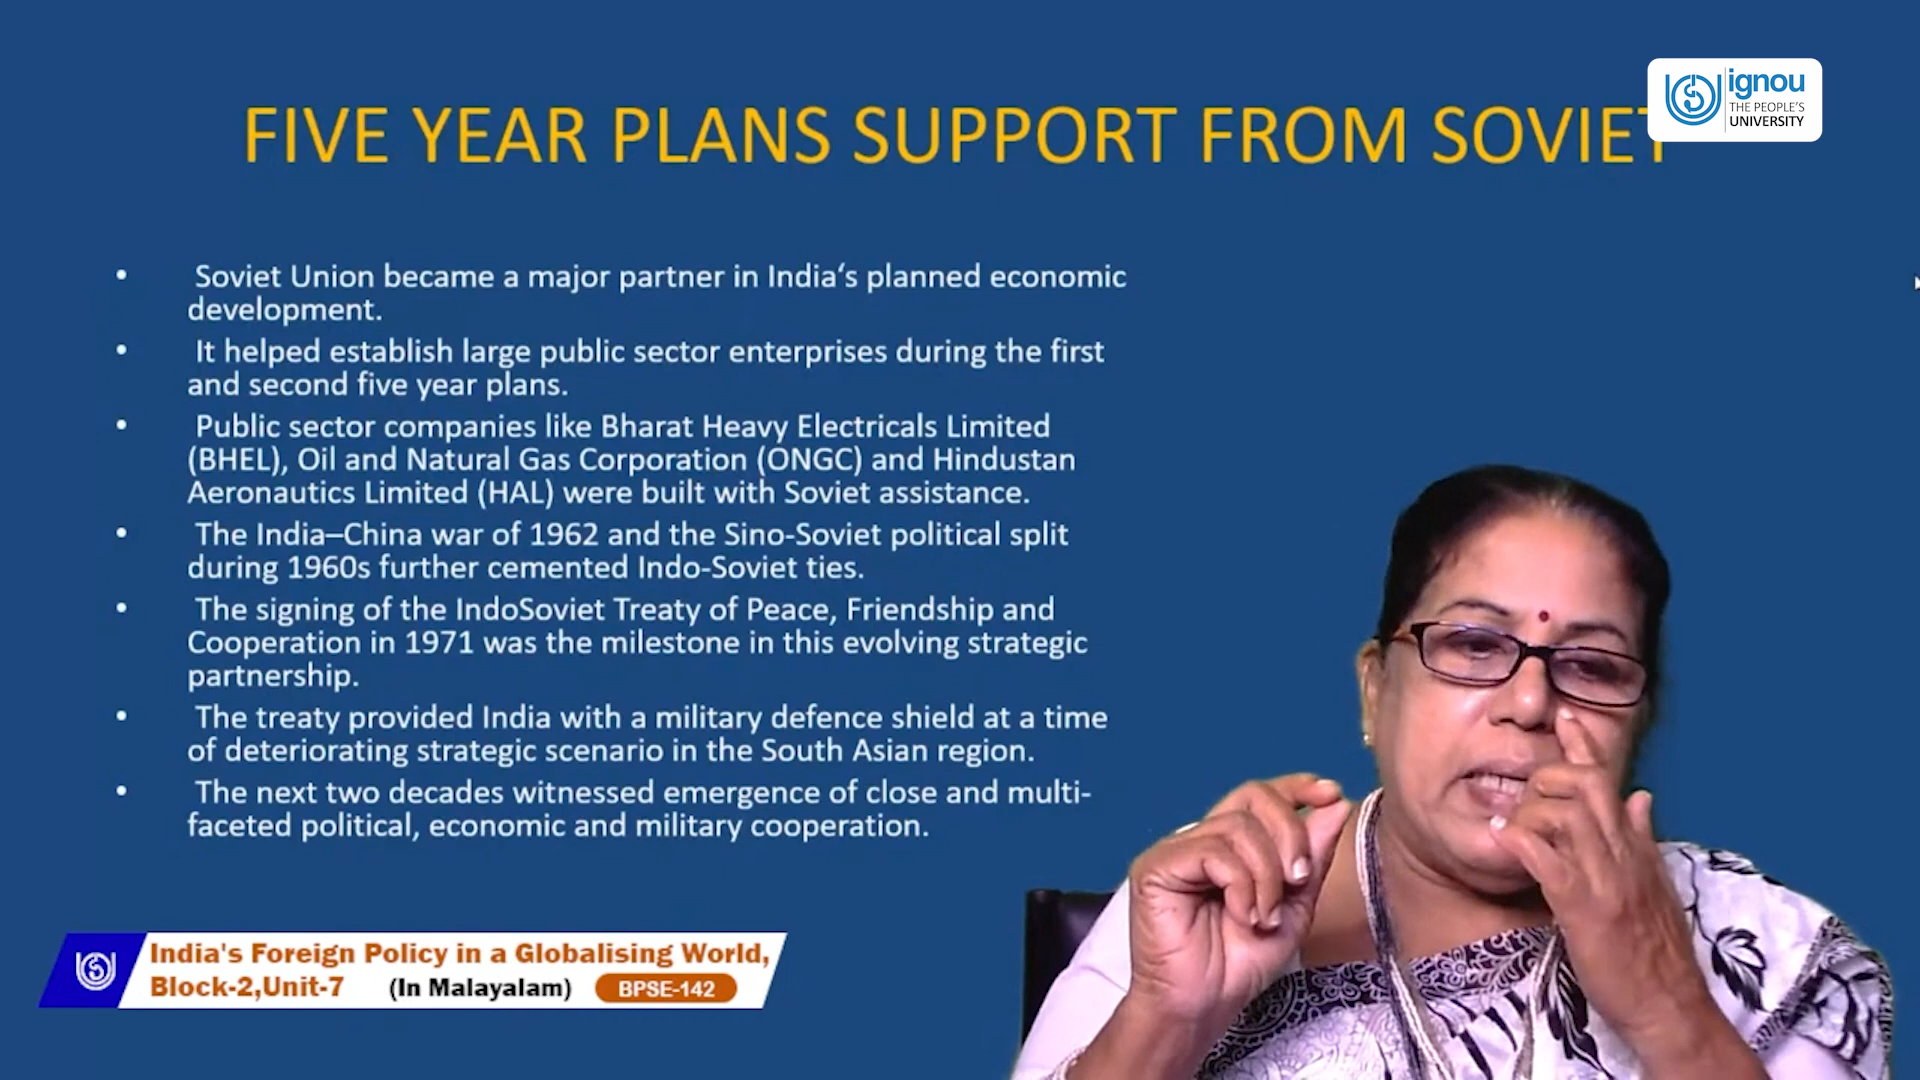 FIVE YEAR PLANS SUPPORT FROM SOVIET
ignou
THE PEOPLE'S
UNIVERSITY
• Soviet Union became a major partner in India‘s planned economic
development.
• It helped establish large public sector enterprises during the first
and second five year plans.
• Public sector companies like Bharat Heavy Electricals Limited
(BHEL), Oil and Natural Gas Corporation (ONGC) and Hindustan
Aeronautics Limited (HAL) were built with Soviet assistance.
• The India–China war of 1962 and the Sino-Soviet political split
during 1960s further cemented Indo-Soviet ties.
• The signing of the IndoSoviet Treaty of Peace, Friendship and
Cooperation in 1971 was the milestone in this evolving strategic
partnership.
• The treaty provided India with a military defence shield at a time
of deteriorating strategic scenario in the South Asian region.
• The next two decades witnessed emergence of close and multi-
faceted political, economic and military cooperation.
India's Foreign Policy in a Globalising World,
Block-2,Unit-7 (In Malayalam) BPSE-142